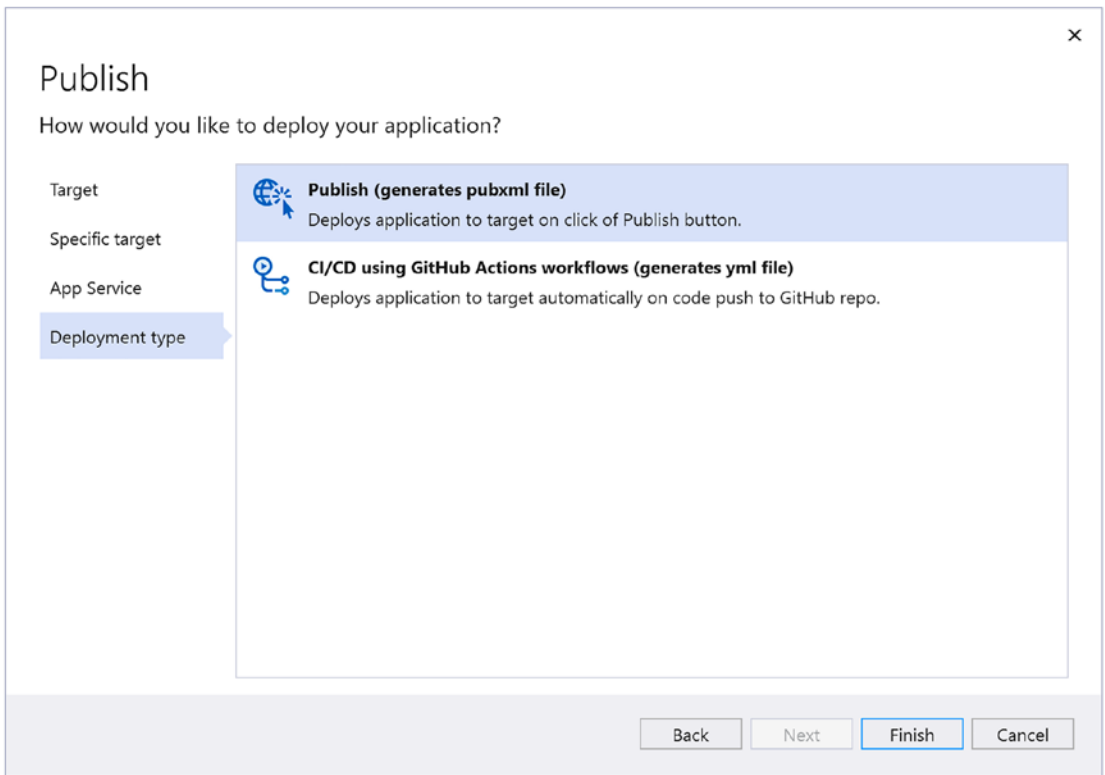 Publish
How would you like to deploy your application?
Target
Specific target
App Service
Deployment type
Publish (generates pubxml file)
Deploys application to target on click of Publish button.
CI/CD using GitHub Actions workflows (generates yml file)
Deploys application to target automatically on code push to GitHub repo.
Back
Next
Finish
Cancel